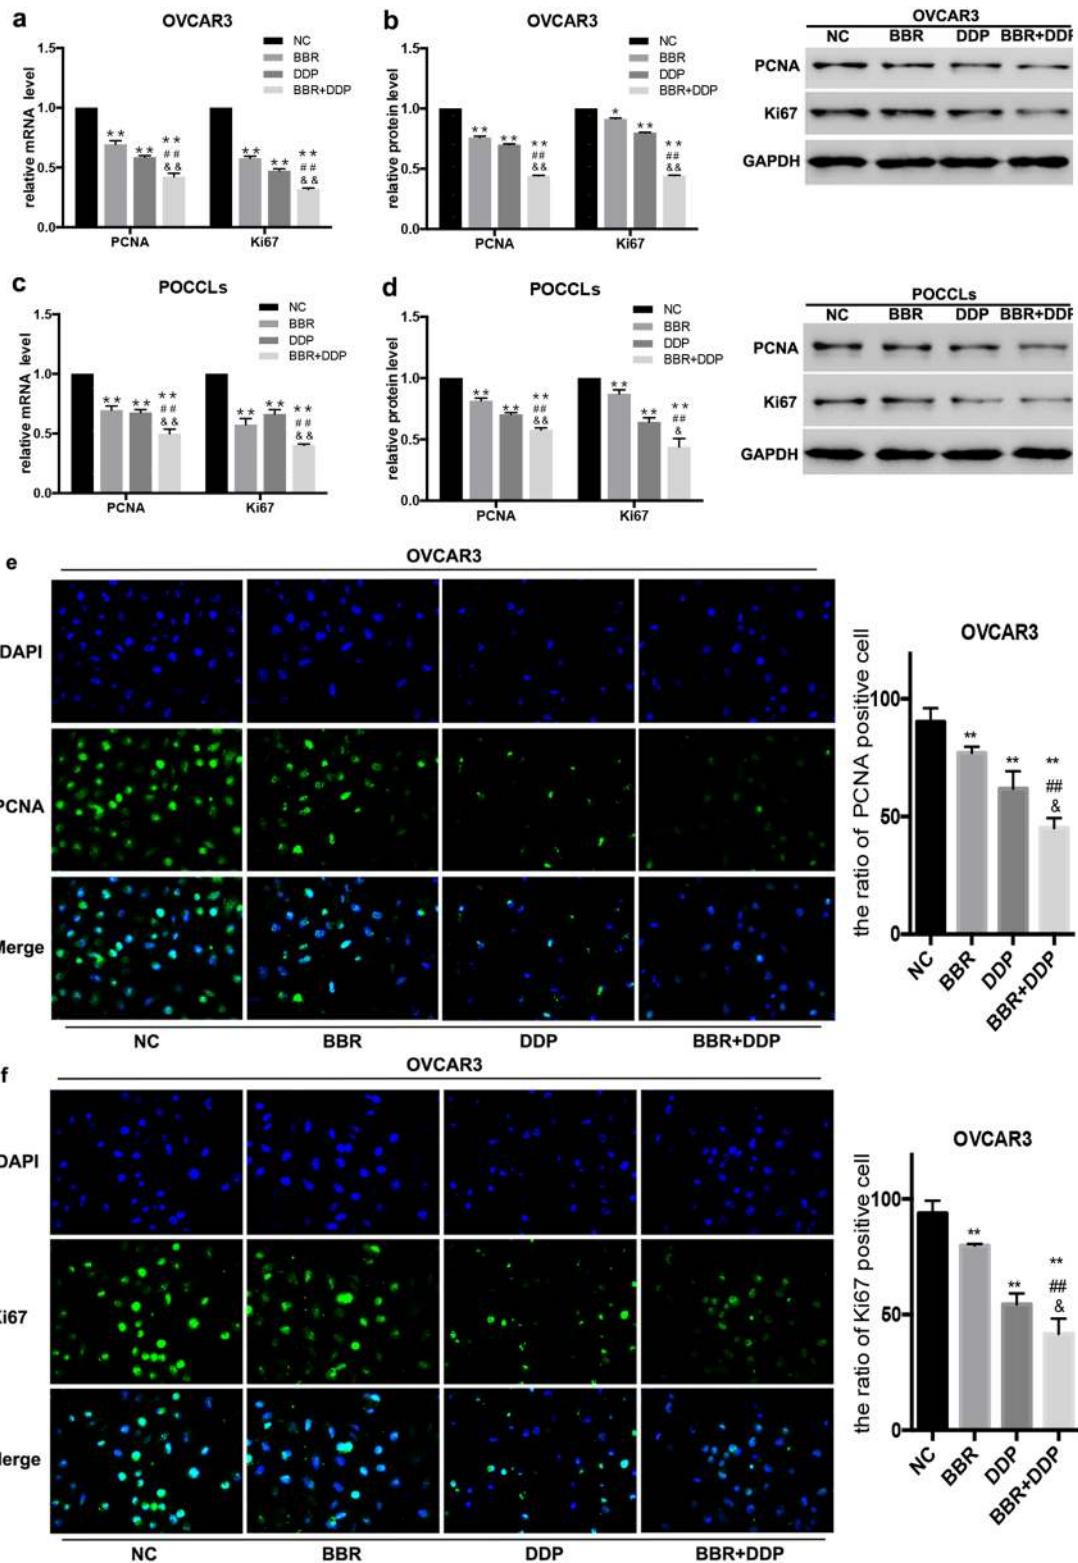 a
OVCAR3
NC
BBR
DDP
BBR+DDP
relative mRNA level
1.5
1.0
0.5
0.0
** ** ** ## &&
** ** ** ## &&
PCNA Ki67
b
OVCAR3
NC
BBR
DDP
BBR+DDP
relative protein level
1.5
1.0
0.5
0.0
** ** ** ## &&
* ** ** ## &&
PCNA Ki67
OVCAR3
NC BBR DDP BBR+DDP
PCNA
Ki67
GAPDH
c
POCCLs
NC
BBR
DDP
BBR+DDP
relative mRNA level
1.5
1.0
0.5
0.0
** ** ** ## &&
** ** ** ## &&
PCNA Ki67
d
POCCLs
NC
BBR
DDP
BBR+DDP
relative protein level
1.5
1.0
0.5
0.0
** ** ** ## &&
** ** ** ## &
PCNA Ki67
POCCLs
NC BBR DDP BBR+DDP
PCNA
Ki67
GAPDH
e
OVCAR3
DAPI
PCNA
Merge
NC BBR DDP BBR+DDP
OVCAR3
the ratio of PCNA positive cell
100
50
0
** ** ** ## &
NC BBR DDP BBR+DDP
f
OVCAR3
DAPI
Ki67
Merge
NC BBR DDP BBR+DDP
OVCAR3
the ratio of Ki67 positive cell
100
50
0
** ** ** ## &
NC BBR DDP BBR+DDP